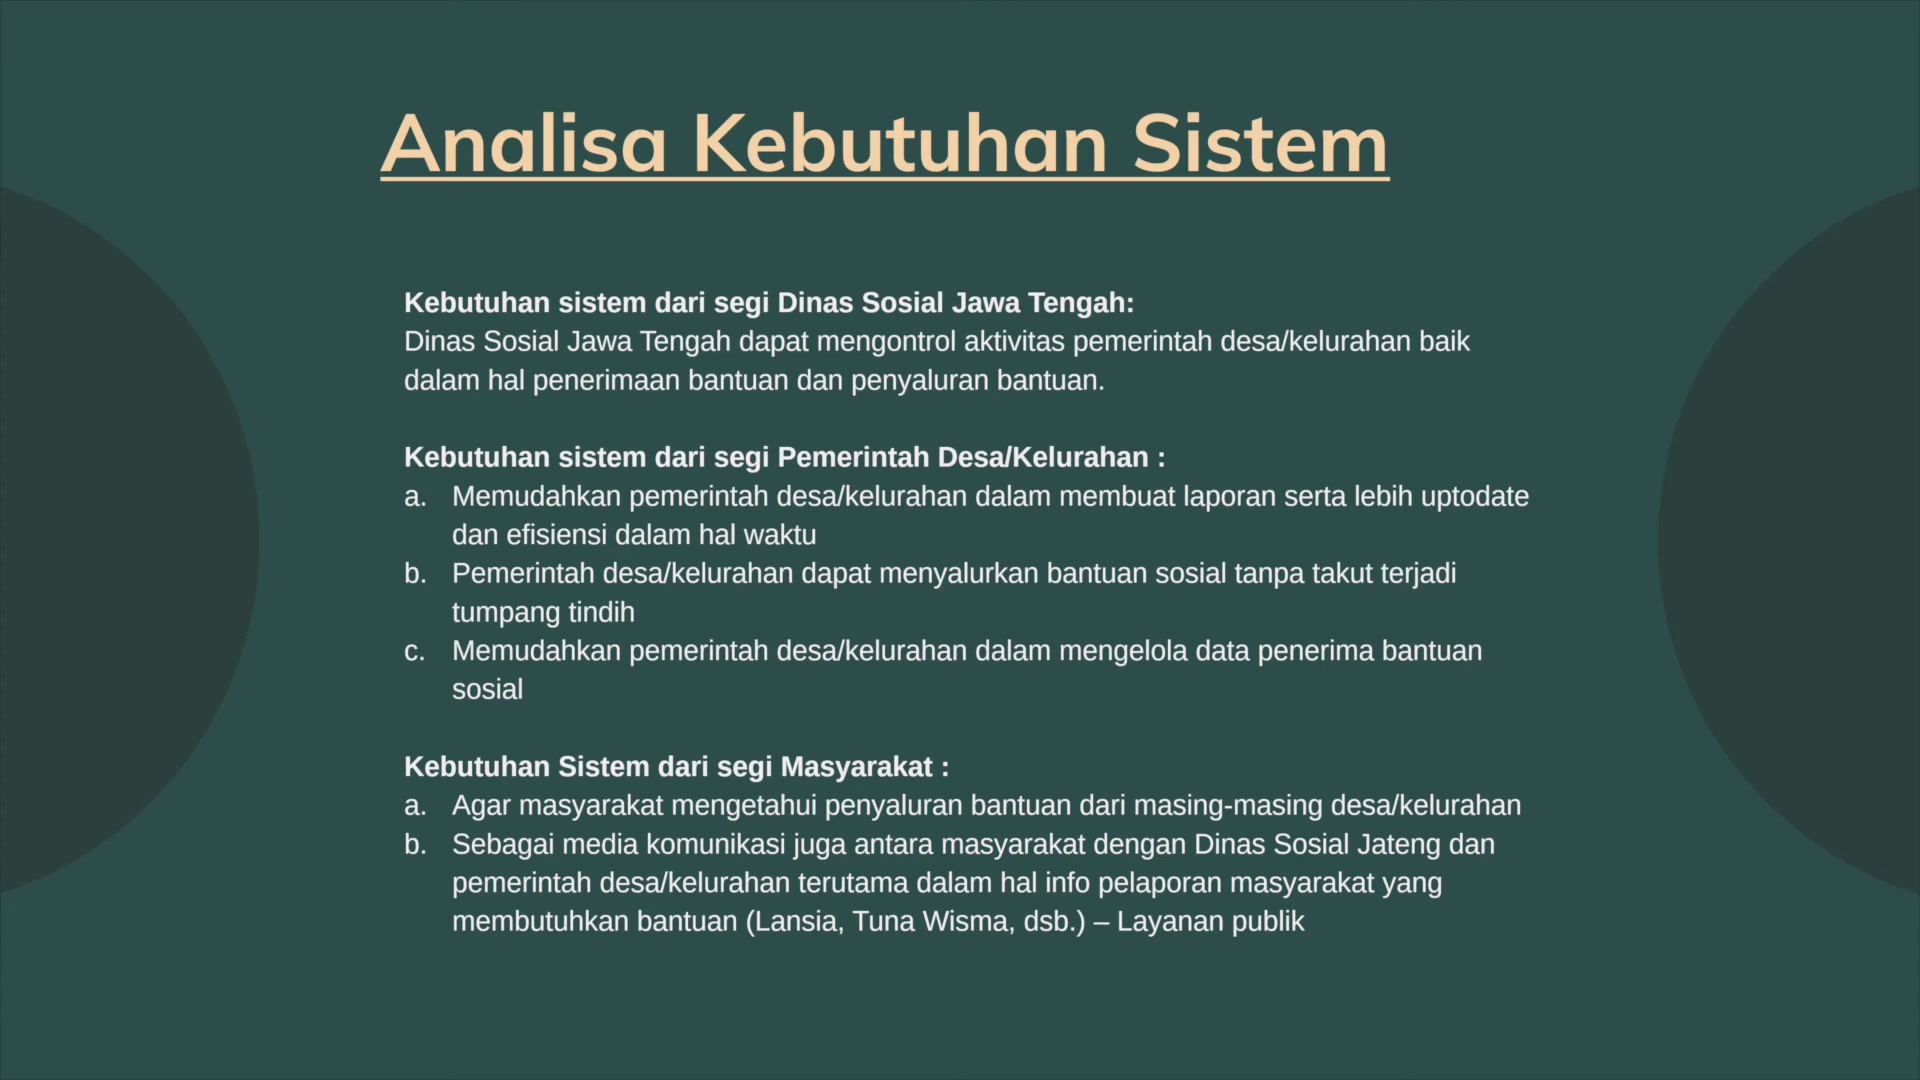 Analisa Kebutuhan Sistem
Kebutuhan sistem dari segi Dinas Sosial Jawa Tengah:
Dinas Sosial Jawa Tengah dapat mengontrol aktivitas pemerintah desa/kelurahan baik
dalam hal penerimaan bantuan dan penyaluran bantuan.
Kebutuhan sistem dari segi Pemerintah Desa/Kelurahan :
a. Memudahkan pemerintah desa/kelurahan dalam membuat laporan serta lebih uptodate
dan efisiensi dalam hal waktu
b. Pemerintah desa/kelurahan dapat menyalurkan bantuan sosial tanpa takut terjadi
tumpang tindih
c. Memudahkan pemerintah desa/kelurahan dalam mengelola data penerima bantuan
sosial
Kebutuhan Sistem dari segi Masyarakat :
a. Agar masyarakat mengetahui penyaluran bantuan dari masing-masing desa/kelurahan
b. Sebagai media komunikasi juga antara masyarakat dengan Dinas Sosial Jateng dan
pemerintah desa/kelurahan terutama dalam hal info pelaporan masyarakat yang
membutuhkan bantuan (Lansia, Tuna Wisma, dsb.) – Layanan publik